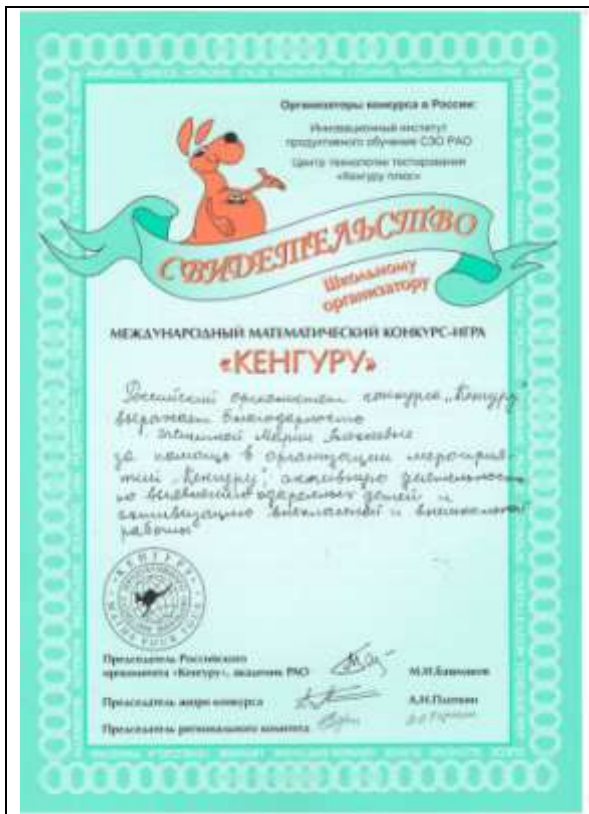 Организаторы конкурса в России:
Инновационный институт
продуктивного обучения СЗО РАО
Центр технологии тестирования
«Кенгуру плюс»
СВИДЕТЕЛЬСТВО
Школьному
организатору
МЕЖДУНАРОДНЫЙ МАТЕМАТИЧЕСКИЙ КОНКУРС-ИГРА
«КЕНГУРУ»
Российский оргкомитет конкурса „Кенгуру"
выражает благодарность
Марии
за помощь в организации мероприя-
тий „Кенгуру", активную деятельность
по выявлению одаренных детей и
активизацию внеклассной и внешкольной
работы
КЕНГУРУ
Председатель Российского
оргкомитета «Кенгуру», академик РАО
М.И.Башмаков
Председатель жюри конкурса
А.Н.Плоткин
Председатель регионального комитета